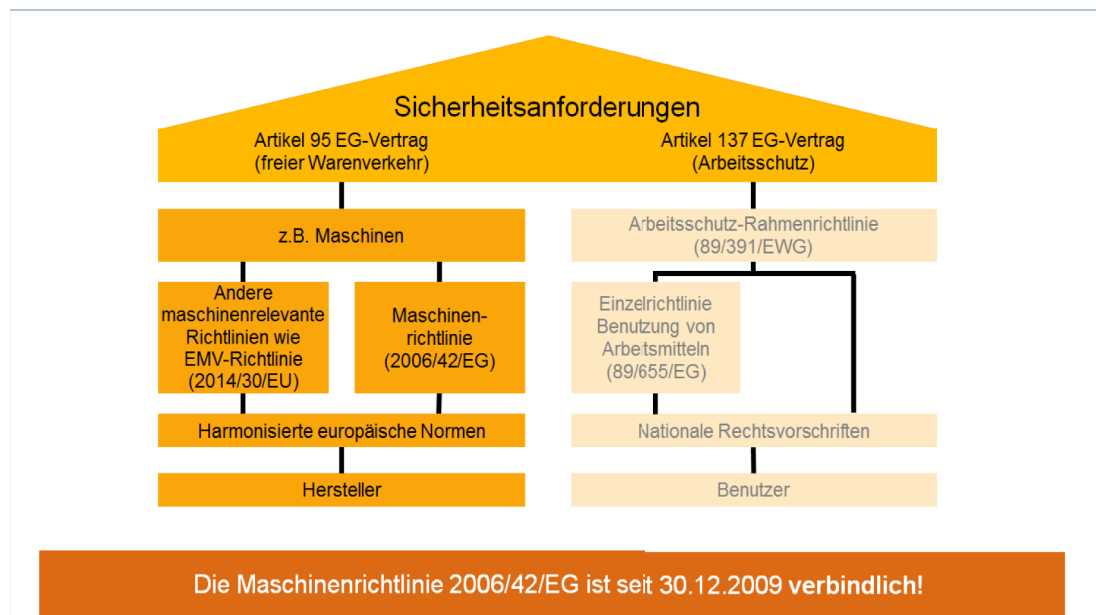 Sicherheitsanforderungen
Artikel 95 EG-Vertrag
(freier Warenverkehr)
Artikel 137 EG-Vertrag
(Arbeitsschutz)
z.B. Maschinen
Arbeitsschutz-Rahmenrichtlinie
(89/391/EWG)
Andere
maschinenrelevante
Richtlinien wie
EMV-Richtlinie
(2014/30/EU)
Maschinen-
richtlinie
(2006/42/EG)
Einzelrichtlinie
Benutzung von
Arbeitsmitteln
(89/655/EG)
Harmonisierte europäische Normen
Nationale Rechtsvorschriften
Hersteller
Benutzer
Die Maschinenrichtlinie 2006/42/EG ist seit 30.12.2009 verbindlich!